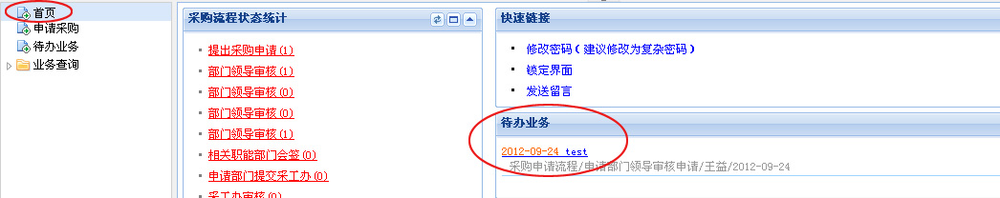 首页
申请采购
待办业务
业务查询
采购流程状态统计
提出采购申请(1)
部门领导审核(1)
部门领导审核(0)
部门领导审核(0)
部门领导审核(1)
相关职能部门会签(0)
申请部门提交采工办(0)
采工办审核(0)
快速链接
修改密码(建议修改为复杂密码)
锁定界面
发送留言
待办业务
2012-09-24 test
采购申请流程/申请部门领导审核申请/王益/2012-09-24